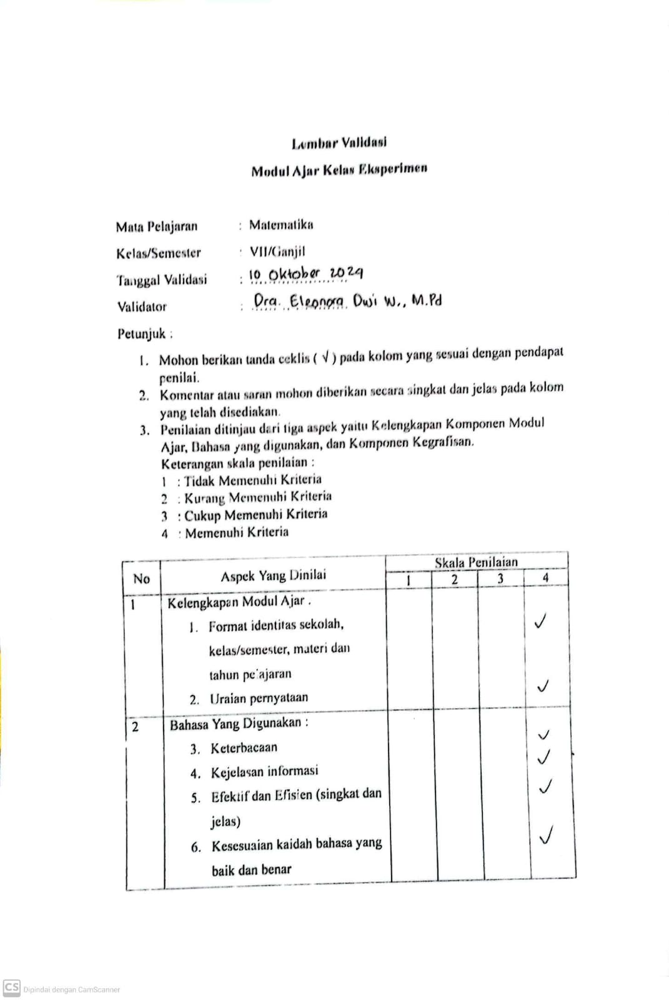 Lembar Validasi
Modul Ajar Kelas Eksperimen
Mata Pelajaran : Matematika
Kelas/Semester : VII/Ganjil
Tanggal Validasi : 10 Oktober 2024
Validator : Dra. Eleonora Dwi W., M.Pd
Petunjuk :
1. Mohon berikan tanda ceklis ( √ ) pada kolom yang sesuai dengan pendapat
penilai.
2. Komentar atau saran mohon diberikan secara singkat dan jelas pada kolom
yang telah disediakan.
3. Penilaian ditinjau dari tiga aspek yaitu Kelengkapan Komponen Modul
Ajar, Bahasa yang digunakan, dan Komponen Kegrafisan.
Keterangan skala penilaian :
1 : Tidak Memenuhi Kriteria
2 : Kurang Memenuhi Kriteria
3 : Cukup Memenuhi Kriteria
4 : Memenuhi Kriteria
No Aspek Yang Dinilai Skala Penilaian
1 2 3 4
1 Kelengkapan Modul Ajar .
1. Format identitas sekolah, ✓
kelas/semester, materi dan
tahun pelajaran
2. Uraian pernyataan ✓
2 Bahasa Yang Digunakan :
3. Keterbacaan ✓
4. Kejelasan informasi ✓
5. Efektif dan Efisien (singkat dan ✓
jelas)
6. Kesesuaian kaidah bahasa yang ✓
baik dan benar
CS Dipindai dengan CamScanner